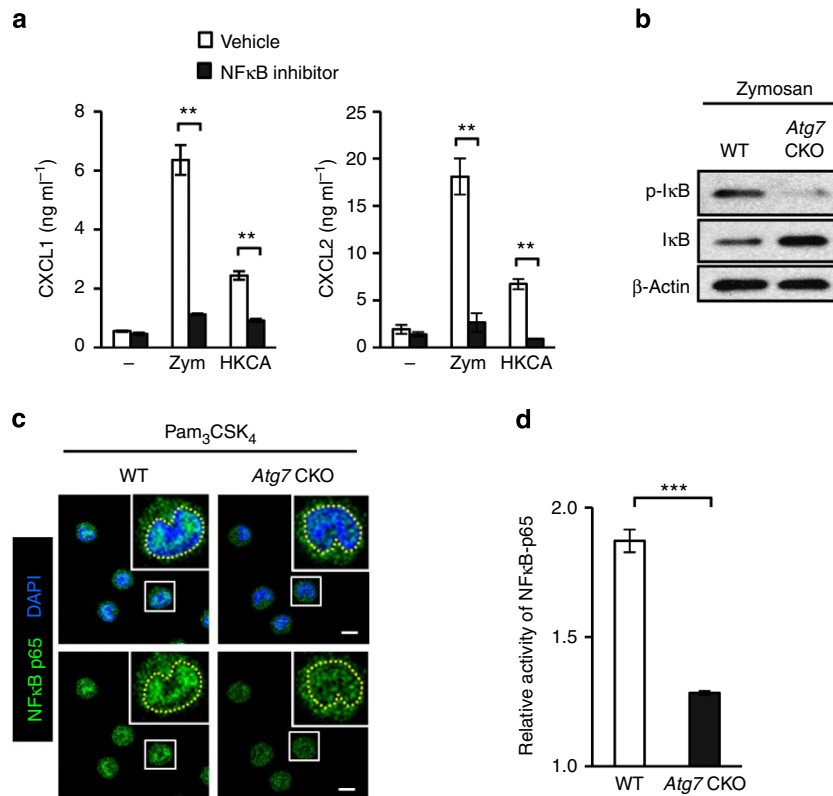 a
Vehicle
NFκB inhibitor
CXCL1 (ng ml⁻¹)
8
6
4
2
0
**
**
–
Zym
HKCA
CXCL2 (ng ml⁻¹)
25
20
15
10
5
0
**
**
–
Zym
HKCA
b
Zymosan
WT
Atg7
CKO
p-IκB
IκB
β-Actin
c
Pam₃CSK₄
WT
Atg7 CKO
NFκB p65 DAPI
d
Relative activity of NFκB-p65
2.0
1.5
1.0
***
WT
Atg7 CKO